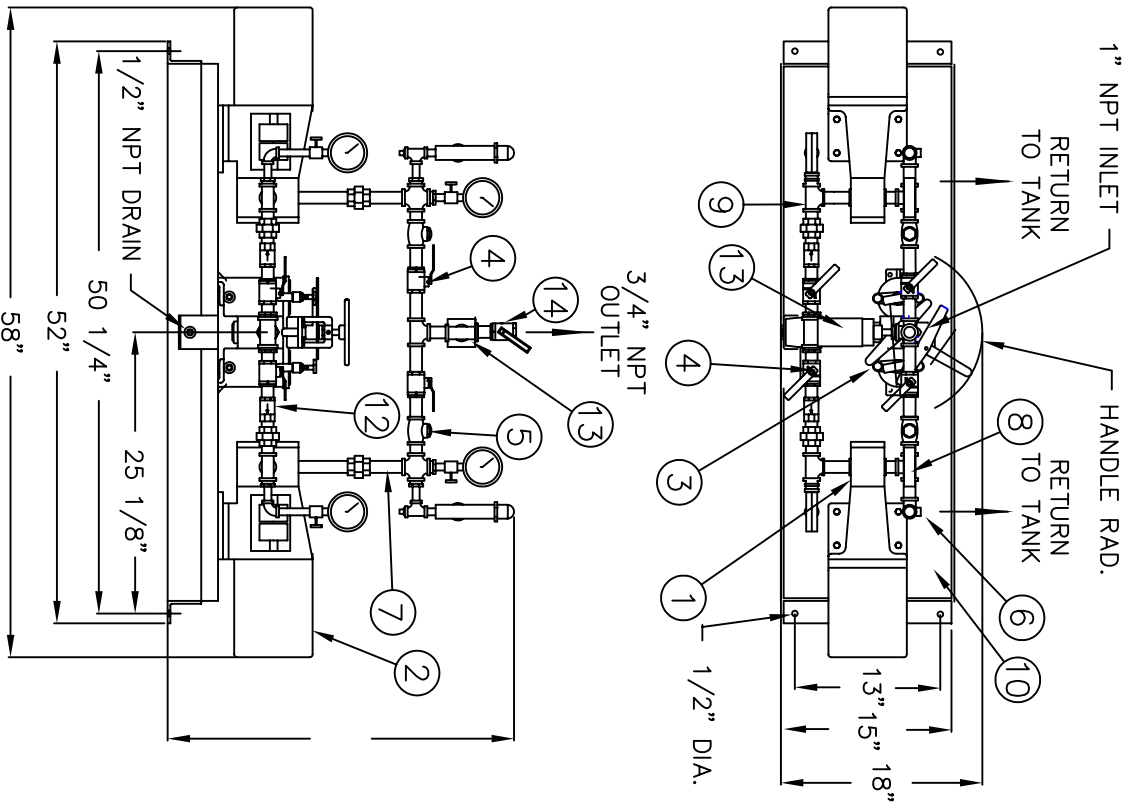 1" NPT INLET
RETURN
TO TANK
HANDLE RAD.
RETURN
TO TANK
9
13
4
3
8
1
6
10
13"
15"
18"
1/2" DIA.
3/4" NPT
OUTLET
14
4
13
5
12
7
2
1/2" NPT DRAIN
25 1/8"
50 1/4"
52"
58"